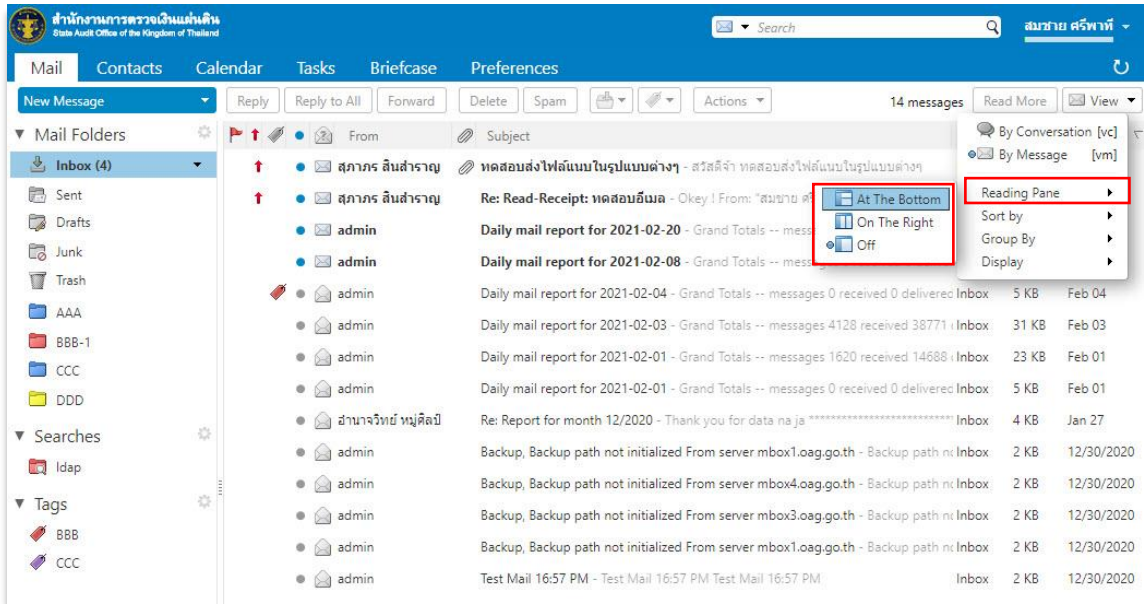 สำนักงานการตรวจเงินแผ่นดิน
State Audit Office of the Kingdom of Thailand
Search
สมชาย ศรีพาที
Mail Contacts Calendar Tasks Briefcase Preferences
New Message Reply Reply to All Forward Delete Spam Actions 14 messages Read More View
Mail Folders
Inbox (4)
Sent
Drafts
Junk
Trash
AAA
BBB-1
CCC
DDD
Searches
ldap
Tags
BBB
CCC
From Subject
สุภาภร สินสำราญ ทดสอบส่งไฟล์แนบในรูปแบบต่างๆ - สวัสดีจ้า ทดสอบส่งไฟล์แนบในรูปแบบต่างๆ
สุภาภร สินสำราญ Re: Read-Receipt: ทดสอบอีเมล - Okey ! From: "สมชาย
admin Daily mail report for 2021-02-20 - Grand Totals -- mess
admin Daily mail report for 2021-02-08 - Grand Totals -- mess
admin Daily mail report for 2021-02-04 - Grand Totals -- messages 0 received 0 delivered Inbox 5 KB Feb 04
admin Daily mail report for 2021-02-03 - Grand Totals -- messages 4128 received 38771 Inbox 31 KB Feb 03
admin Daily mail report for 2021-02-01 - Grand Totals -- messages 1620 received 14688 Inbox 23 KB Feb 01
admin Daily mail report for 2021-02-01 - Grand Totals -- messages 0 received 0 delivered Inbox 5 KB Feb 01
อำนาจวิทย์ หมู่ศิลป์ Re: Report for month 12/2020 - Thank you for data na ja Inbox 4 KB Jan 27
admin Backup, Backup path not initialized From server mbox1.oag.go.th - Backup path no Inbox 2 KB 12/30/2020
admin Backup, Backup path not initialized From server mbox4.oag.go.th - Backup path no Inbox 2 KB 12/30/2020
admin Backup, Backup path not initialized From server mbox3.oag.go.th - Backup path no Inbox 2 KB 12/30/2020
admin Backup, Backup path not initialized From server mbox1.oag.go.th - Backup path no Inbox 2 KB 12/30/2020
admin Test Mail 16:57 PM - Test Mail 16:57 PM Test Mail 16:57 PM Inbox 2 KB 12/30/2020
By Conversation [vc]
By Message [vm]
Reading Pane
Sort by
Group By
Display
At The Bottom
On The Right
Off